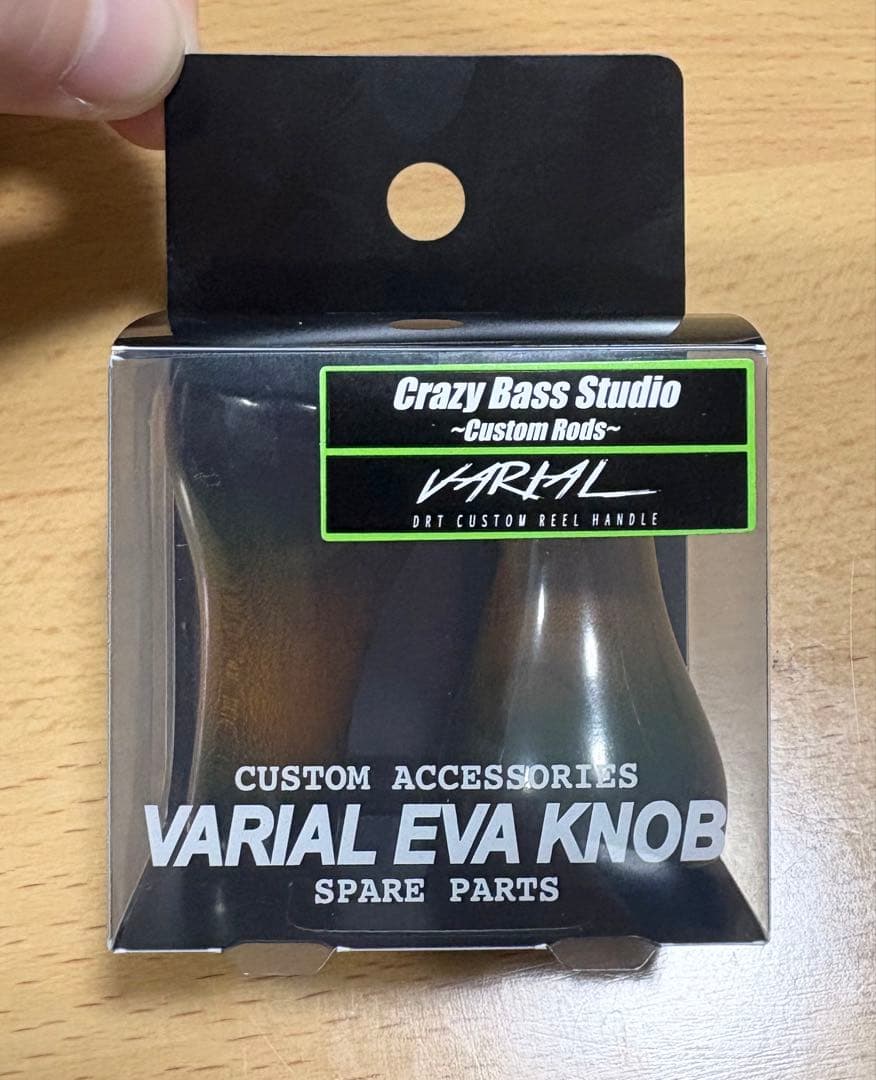 Crazy Bass Studio
~Custom Rods~
VARIAL
DRT CUSTOM REEL HANDLE
CUSTOM ACCESSORIES
VARIAL EVA KNOB
SPARE PARTS